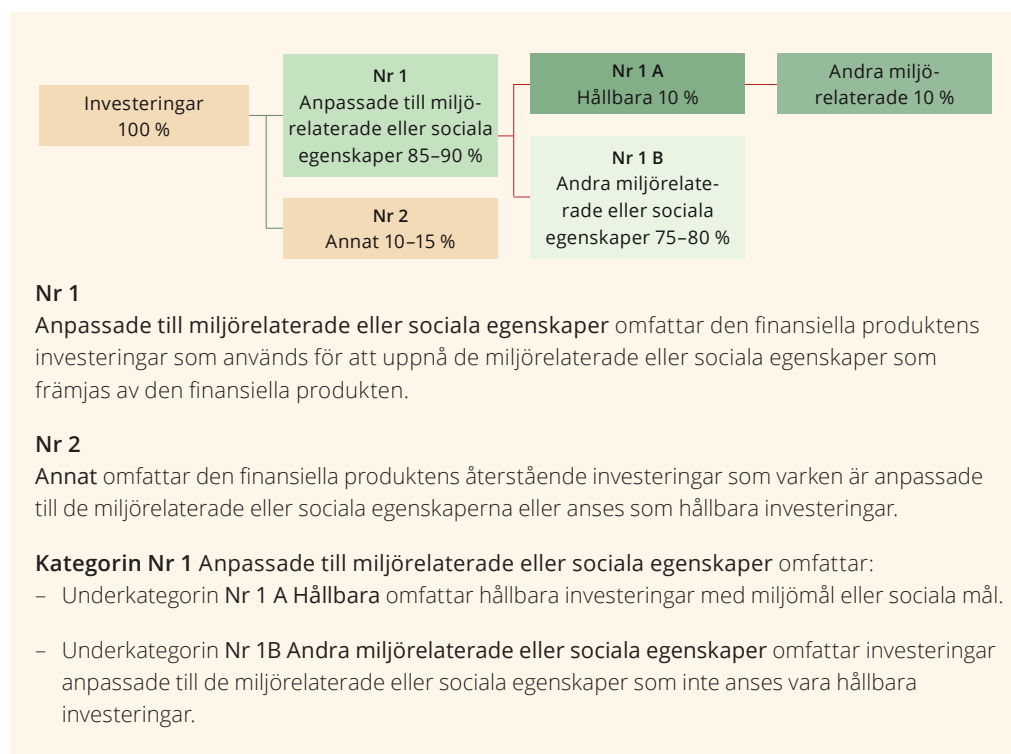 Investeringar
100 %
Nr 1
Anpassade till miljö-
relaterade eller sociala
egenskaper 85–90 %
Nr 2
Annat 10–15 %
Nr 1 A
Hållbara 10 %
Nr 1 B
Andra miljörelate-
rade eller sociala
egenskaper 75–80 %
Andra miljö-
relaterade 10 %
Nr 1
Anpassade till miljörelaterade eller sociala egenskaper omfattar den finansiella produktens
investeringar som används för att uppnå de miljörelaterade eller sociala egenskaper som
främjas av den finansiella produkten.
Nr 2
Annat omfattar den finansiella produktens återstående investeringar som varken är anpassade
till de miljörelaterade eller sociala egenskaperna eller anses som hållbara investeringar.
Kategorin Nr 1 Anpassade till miljörelaterade eller sociala egenskaper omfattar:
– Underkategorin Nr 1 A Hållbara omfattar hållbara investeringar med miljömål eller sociala mål.
– Underkategorin Nr 1B Andra miljörelaterade eller sociala egenskaper omfattar investeringar
anpassade till de miljörelaterade eller sociala egenskaper som inte anses vara hållbara
investeringar.